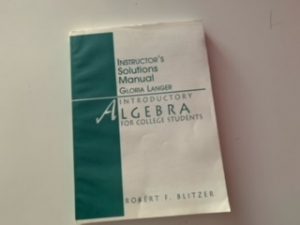 INSTRUCTOR'S
Solutions
Manual
GLORIA LANGER
INTRODUCTORY
ALGEBRA
FOR COLLEGE STUDENTS
ROBERT F. BLITZER